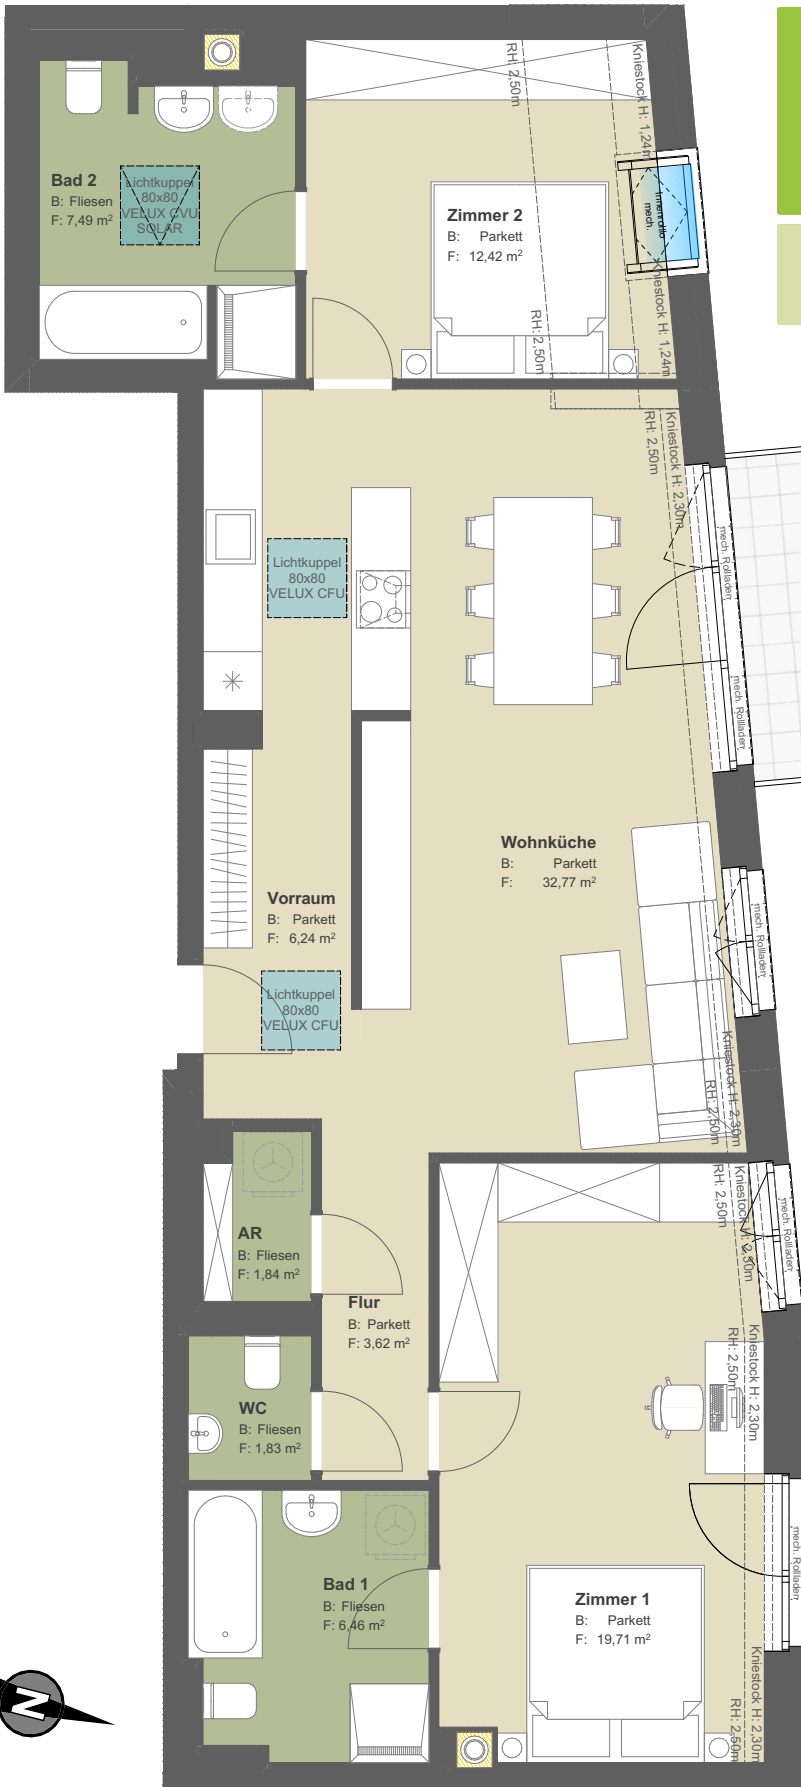 RH: 2,50m
Kniestock H: 1,24m
Bad 2
B: Fliesen
F: 7,49 m²
Lichtkuppel
80x80
VELUX CVU
SOLAR
Zimmer 2
B: Parkett
F: 12,42 m²
Innenrollo
mech.
Kniestock H: 1,24m
RH: 2,50m
RH: 2,50m
Kniestock H: 2,30m
mech. Rollladen
Lichtkuppel
80x80
VELUX CFU
mech. Rollladen
Wohnküche
B: Parkett
F: 32,77 m²
Vorraum
B: Parkett
F: 6,24 m²
mech. Rollladen
Lichtkuppel
80x80
VELUX CFU
Kniestock H: 2,30m
RH: 2,50m
AR
B: Fliesen
F: 1,84 m²
RH: 2,50m
Kniestock H: 2,30m
mech. Rollladen
Flur
B: Parkett
F: 3,62 m²
Kniestock H: 2,30m
RH: 2,50m
WC
B: Fliesen
F: 1,83 m²
mech. Rollladen
Bad 1
B: Fliesen
F: 6,46 m²
Zimmer 1
B: Parkett
F: 19,71 m²
Kniestock H: 2,30m
RH: 2,50m
N